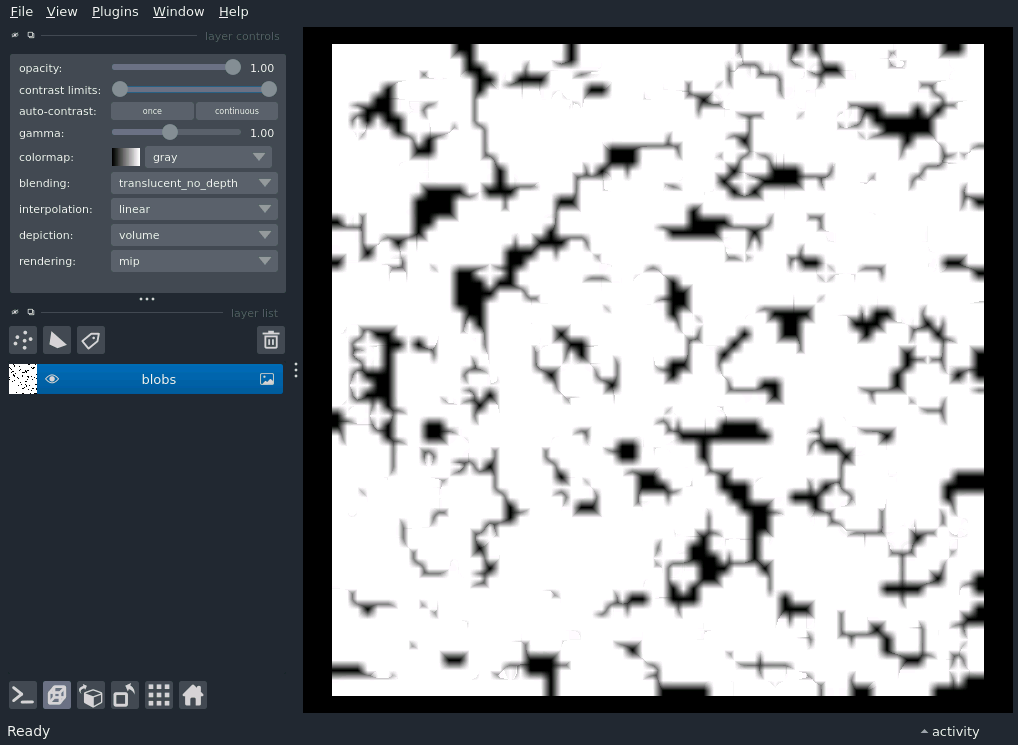 File View Plugins Window Help
layer controls
opacity: 1.00
contrast limits:
auto-contrast: once continuous
gamma: 1.00
colormap: gray
blending: translucent_no_depth
interpolation: linear
depiction: volume
rendering: mip
layer list
blobs
Ready activity